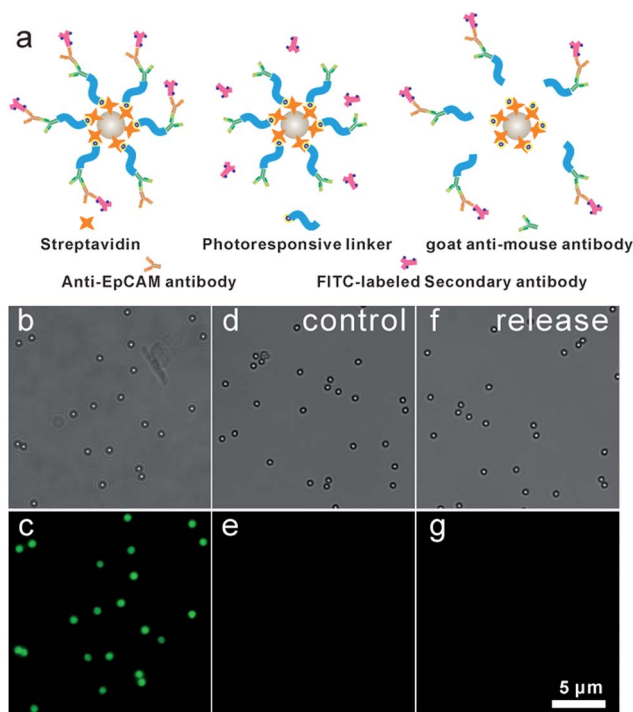 a
Streptavidin
Photoresponsive linker
goat anti-mouse antibody
Anti-EpCAM antibody
FITC-labeled Secondary antibody
b
d control
f release
c
e
g
5 μm